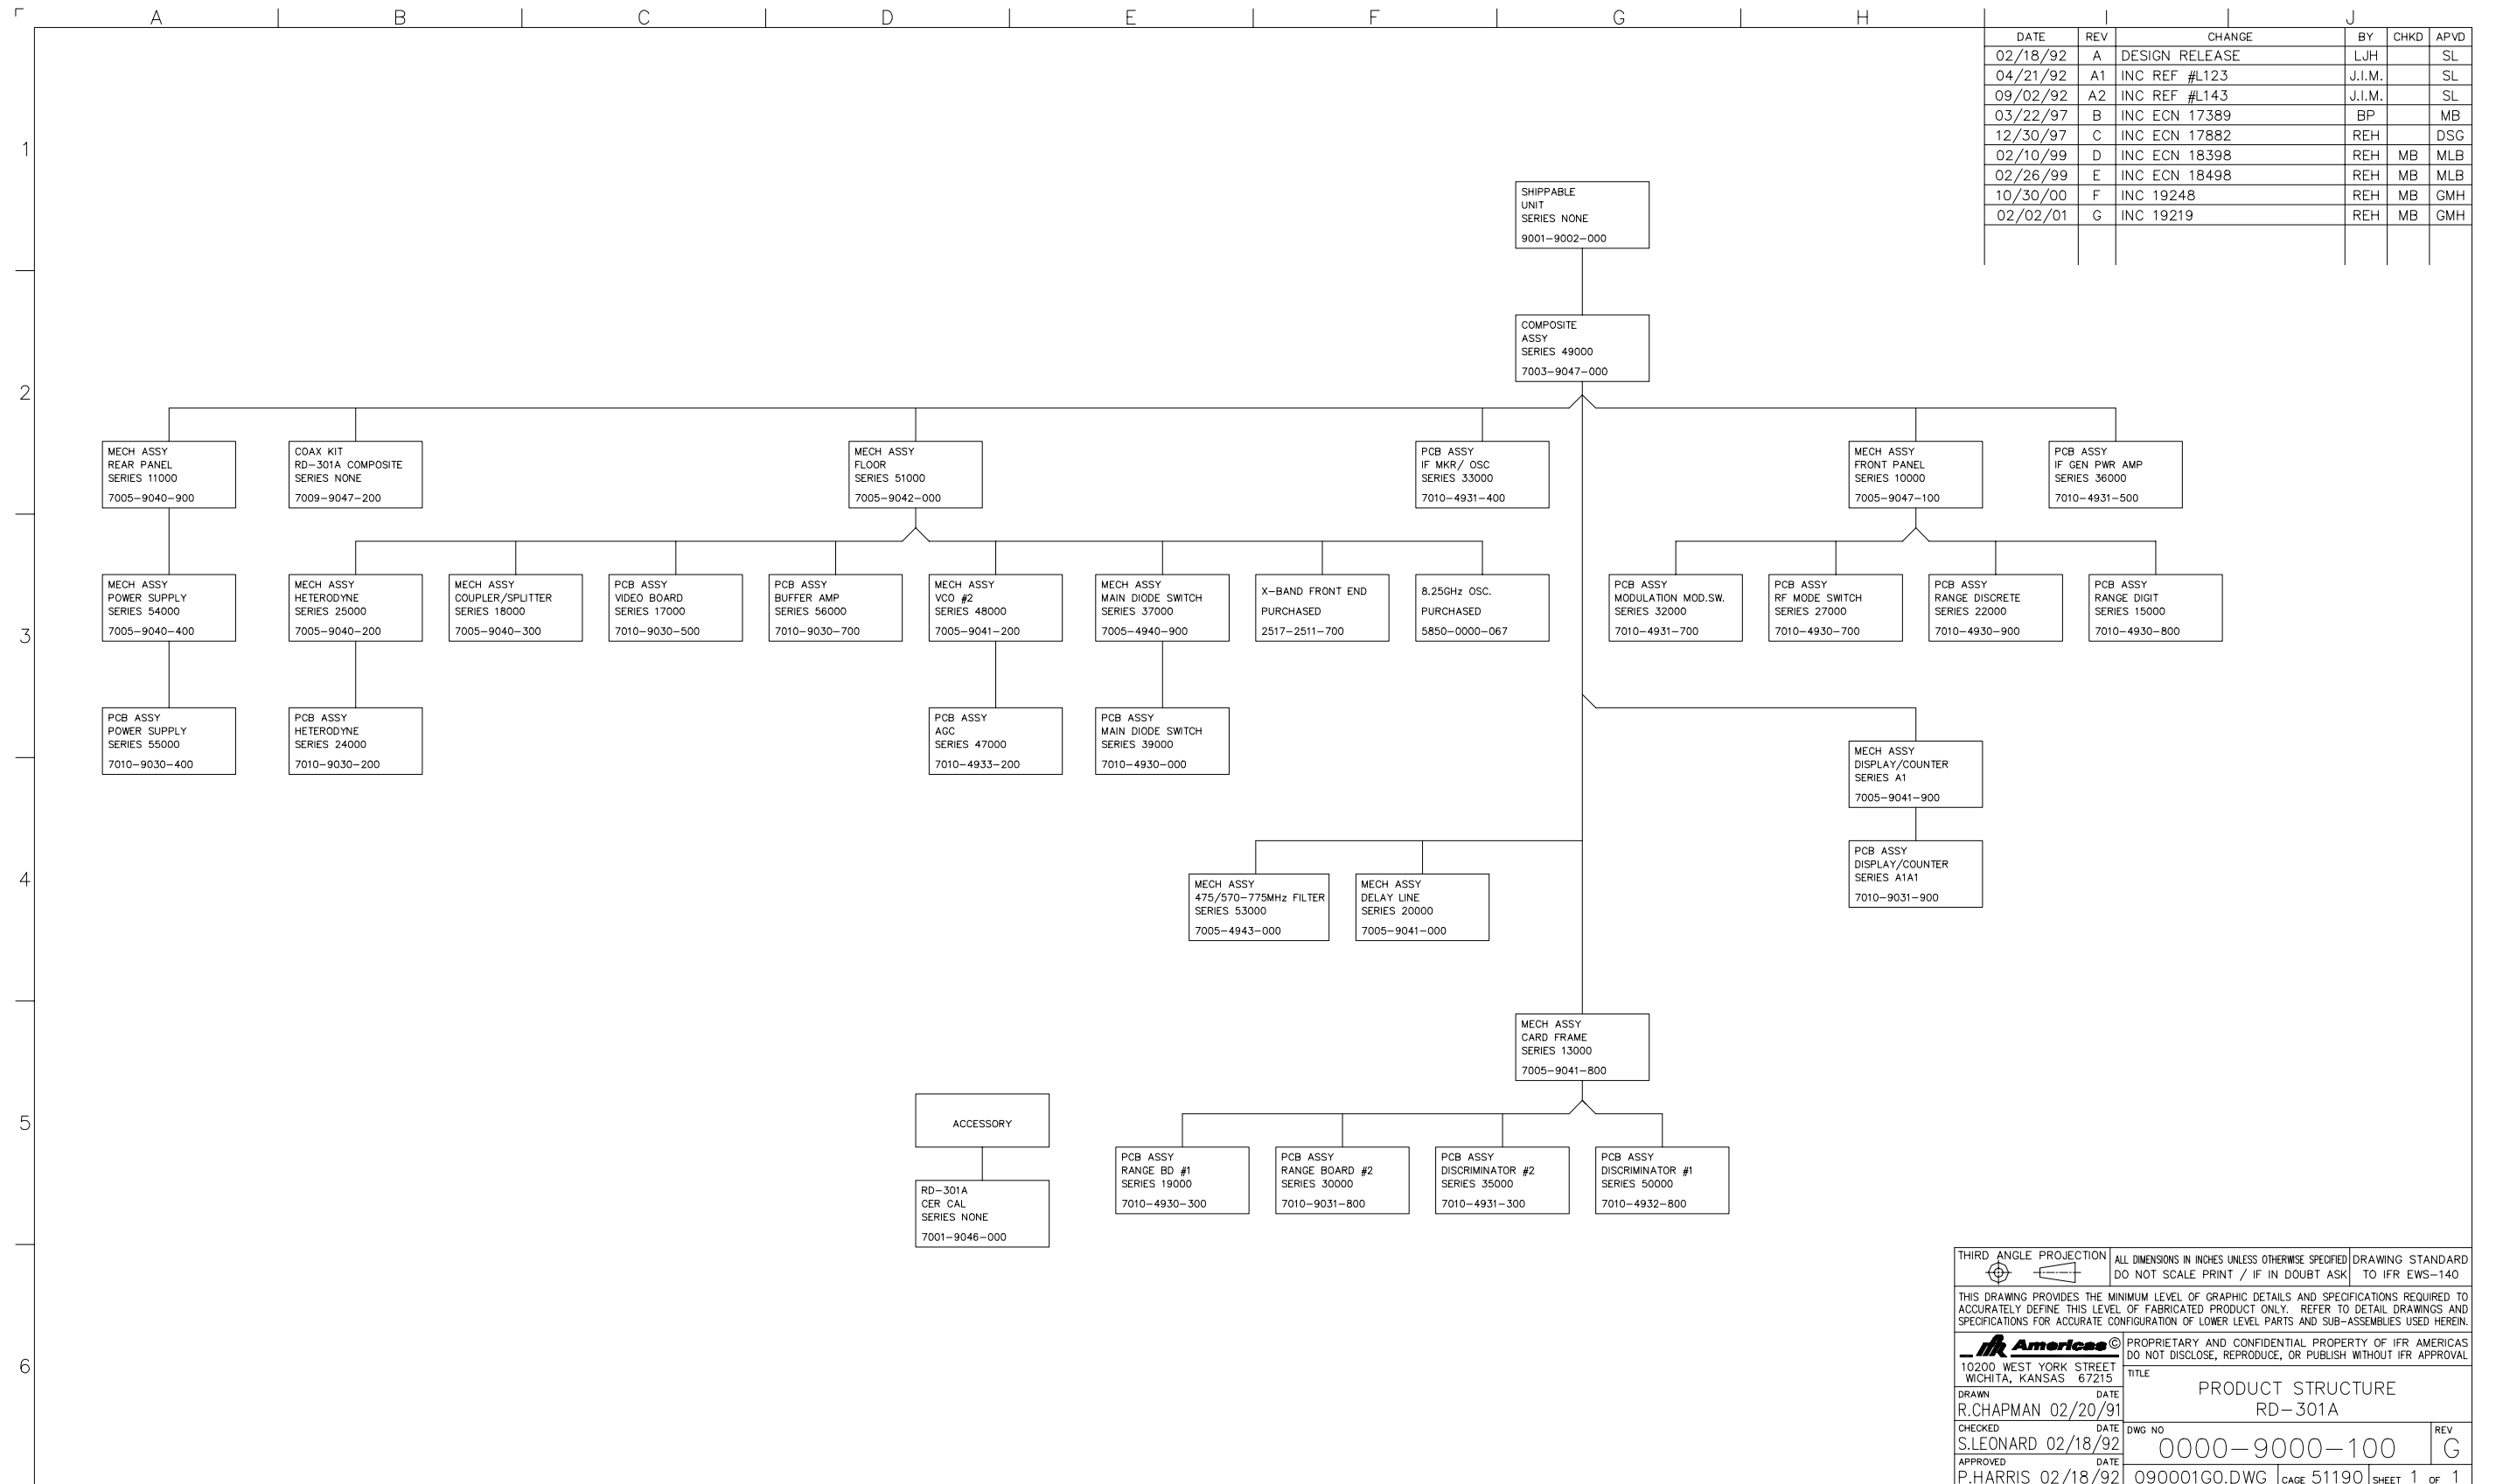 A B C D E F G H I J
DATE REV CHANGE BY CHKD APVD
02/18/92 A DESIGN RELEASE LJH SL
04/21/92 A1 INC REF #L123 J.I.M. SL
09/02/92 A2 INC REF #L143 J.I.M. SL
03/22/97 B INC ECN 17389 BP MB
12/30/97 C INC ECN 17882 REH DSG
02/10/99 D INC ECN 18398 REH MB MLB
02/26/99 E INC ECN 18498 REH MB MLB
10/30/00 F INC 19248 REH MB GMH
02/02/01 G INC 19219 REH MB GMH
1
SHIPPABLE
UNIT
SERIES NONE
9001-9002-000
COMPOSITE
ASSY
SERIES 49000
7003-9047-000
2
MECH ASSY
REAR PANEL
SERIES 11000
7005-9040-900
COAX KIT
RD-301A COMPOSITE
SERIES NONE
7009-9047-200
MECH ASSY
FLOOR
SERIES 51000
7005-9042-000
PCB ASSY
IF MKR/ OSC
SERIES 33000
7010-4931-400
MECH ASSY
FRONT PANEL
SERIES 10000
7005-9047-100
PCB ASSY
IF GEN PWR AMP
SERIES 36000
7010-4931-500
3
MECH ASSY
POWER SUPPLY
SERIES 54000
7005-9040-400
MECH ASSY
HETERODYNE
SERIES 25000
7005-9040-200
MECH ASSY
COUPLER/SPLITTER
SERIES 18000
7005-9040-300
PCB ASSY
VIDEO BOARD
SERIES 17000
7010-9030-500
PCB ASSY
BUFFER AMP
SERIES 56000
7010-9030-700
MECH ASSY
VCO #2
SERIES 48000
7005-9041-200
MECH ASSY
MAIN DIODE SWITCH
SERIES 37000
7005-4940-900
X-BAND FRONT END
PURCHASED
2517-2511-700
8.25GHz OSC.
PURCHASED
5850-0000-067
PCB ASSY
MODULATION MOD.SW.
SERIES 32000
7010-4931-700
PCB ASSY
RF MODE SWITCH
SERIES 27000
7010-4930-700
PCB ASSY
RANGE DISCRETE
SERIES 22000
7010-4930-900
PCB ASSY
RANGE DIGIT
SERIES 15000
7010-4930-800
PCB ASSY
POWER SUPPLY
SERIES 55000
7010-9030-400
PCB ASSY
HETERODYNE
SERIES 24000
7010-9030-200
PCB ASSY
AGC
SERIES 47000
7010-4933-200
PCB ASSY
MAIN DIODE SWITCH
SERIES 39000
7010-4930-000
MECH ASSY
DISPLAY/COUNTER
SERIES A1
7005-9041-900
4
MECH ASSY
475/570-775MHz FILTER
SERIES 53000
7005-4943-000
MECH ASSY
DELAY LINE
SERIES 20000
7005-9041-000
PCB ASSY
DISPLAY/COUNTER
SERIES A1A1
7010-9031-900
MECH ASSY
CARD FRAME
SERIES 13000
7005-9041-800
5
ACCESSORY
RD-301A
CER CAL
SERIES NONE
7001-9046-000
PCB ASSY
RANGE BD #1
SERIES 19000
7010-4930-300
PCB ASSY
RANGE BOARD #2
SERIES 30000
7010-9031-800
PCB ASSY
DISCRIMINATOR #2
SERIES 35000
7010-4931-300
PCB ASSY
DISCRIMINATOR #1
SERIES 50000
7010-4932-800
6
THIRD ANGLE PROJECTION
ALL DIMENSIONS IN INCHES UNLESS OTHERWISE SPECIFIED
DO NOT SCALE PRINT / IF IN DOUBT ASK
DRAWING STANDARD
TO IFR EWS-140
THIS DRAWING PROVIDES THE MINIMUM LEVEL OF GRAPHIC DETAILS AND SPECIFICATIONS REQUIRED TO
ACCURATELY DEFINE THIS LEVEL OF FABRICATED PRODUCT ONLY. REFER TO DETAIL DRAWINGS AND
SPECIFICATIONS FOR ACCURATE CONFIGURATION OF LOWER LEVEL PARTS AND SUB-ASSEMBLIES USED HEREIN.
ifr Americas ©
10200 WEST YORK STREET
WICHITA, KANSAS 67215
PROPRIETARY AND CONFIDENTIAL PROPERTY OF IFR AMERICAS
DO NOT DISCLOSE, REPRODUCE, OR PUBLISH WITHOUT IFR APPROVAL
TITLE
PRODUCT STRUCTURE
RD-301A
DRAWN DATE
R.CHAPMAN 02/20/91
CHECKED DATE
S.LEONARD 02/18/92
APPROVED DATE
P.HARRIS 02/18/92
DWG NO
0000-9000-100
REV
G
090001G0.DWG CAGE 51190 SHEET 1 OF 1